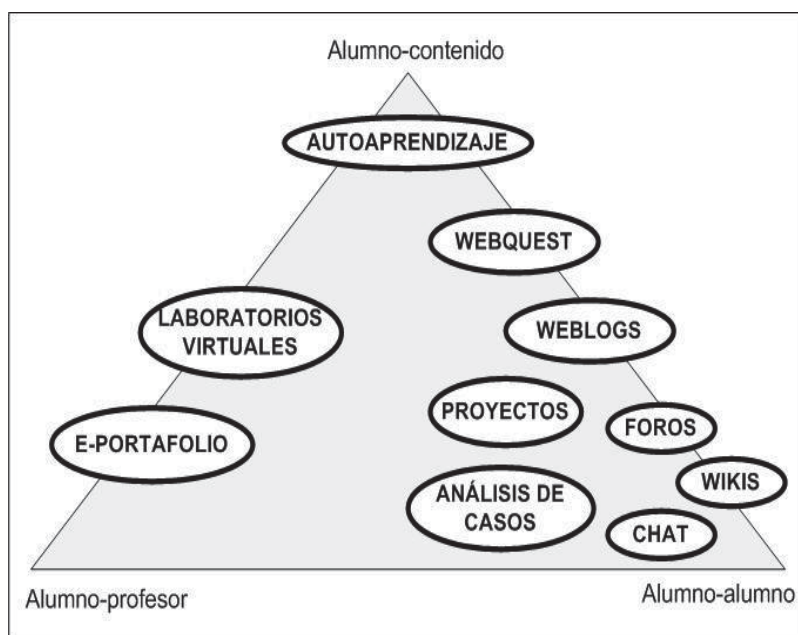 Alumno-contenido
AUTOAPRENDIZAJE
WEBQUEST
LABORATORIOS
VIRTUALES
WEBLOGS
PROYECTOS
FOROS
E-PORTAFOLIO
WIKIS
ANÁLISIS DE
CASOS
CHAT
Alumno-profesor
Alumno-alumno